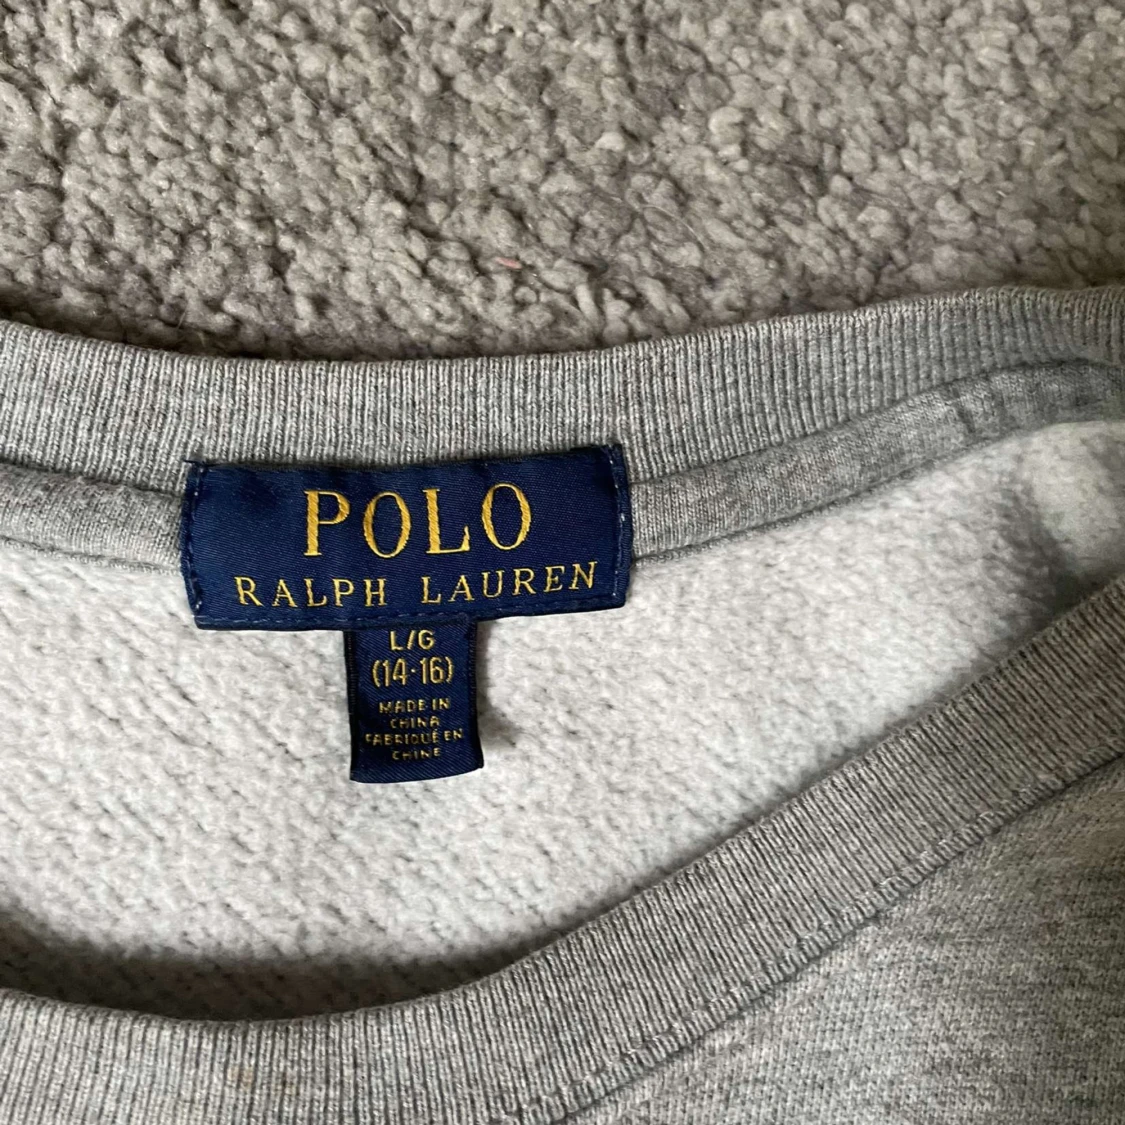 POLO
RALPH LAUREN
L/G
(14-16)
MADE IN
CHINA
FABRIQUÉ EN
CHINE